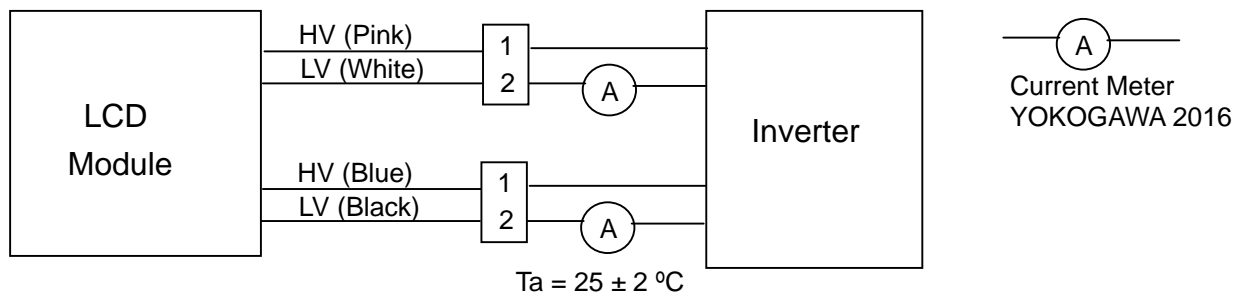 LCD
Module
HV (Pink)
LV (White)
1
2
A
HV (Blue)
LV (Black)
1
2
A
Ta = 25 ± 2 ºC
Inverter
A
Current Meter
YOKOGAWA 2016